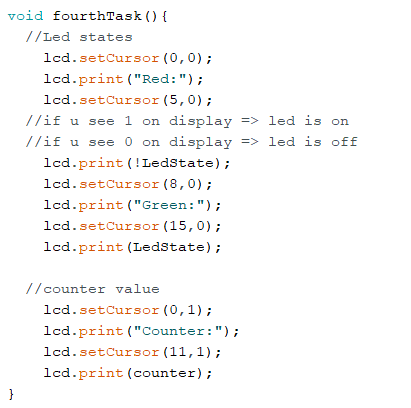 void fourthTask(){
  //Led states
    lcd.setCursor(0,0);
    lcd.print("Red:");
    lcd.setCursor(5,0);
  //if u see 1 on display => led is on
  //if u see 0 on display => led is off
    lcd.print(!LedState);
    lcd.setCursor(8,0);
    lcd.print("Green:");
    lcd.setCursor(15,0);
    lcd.print(LedState);

  //counter value
    lcd.setCursor(0,1);
    lcd.print("Counter:");
    lcd.setCursor(11,1);
    lcd.print(counter);
}